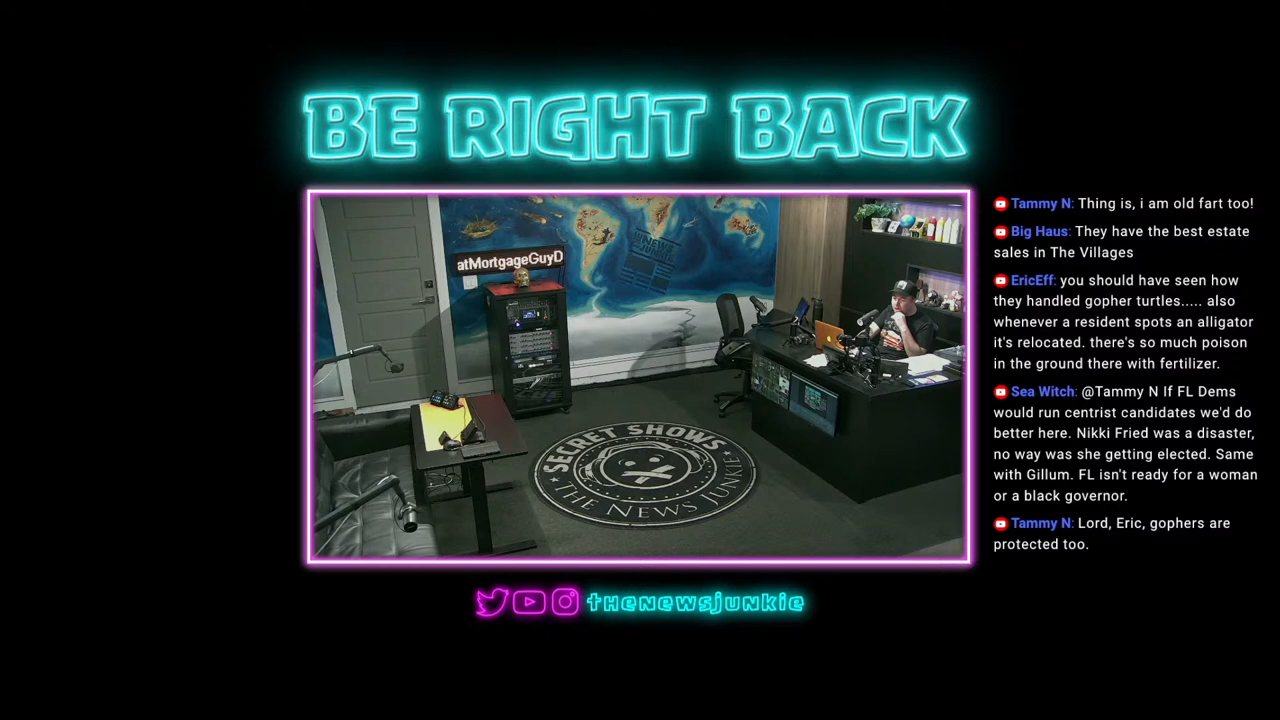 BE RIGHT BACK
atMortgageGuyD
NEWS
JUNKIE
SECRET SHOWS
THE NEWS JUNKIE
thenewsjunkie
Tammy N: Thing is, i am old fart too!
Big Haus: They have the best estate
sales in The Villages
EricEff: you should have seen how
they handled gopher turtles..... also
whenever a resident spots an alligator
it's relocated. there's so much poison
in the ground there with fertilizer.
Sea Witch: @Tammy N If FL Dems
would run centrist candidates we'd do
better here. Nikki Fried was a disaster,
no way was she getting elected. Same
with Gillum. FL isn't ready for a woman
or a black governor.
Tammy N: Lord, Eric, gophers are
protected too.